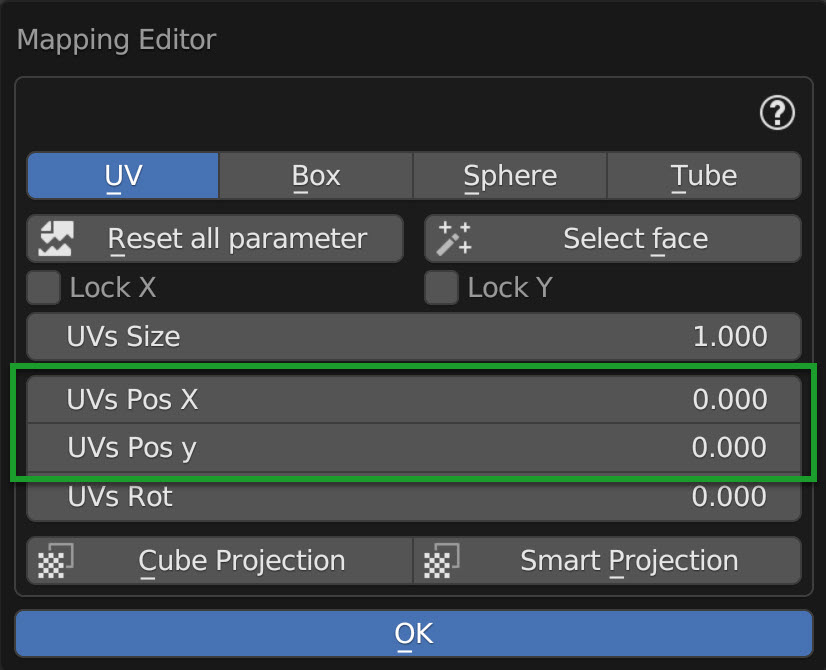 Mapping Editor
?
UV Box Sphere Tube
Reset all parameter Select face
Lock X Lock Y
UVs Size 1.000
UVs Pos X 0.000
UVs Pos y 0.000
UVs Rot 0.000
Cube Projection Smart Projection
OK